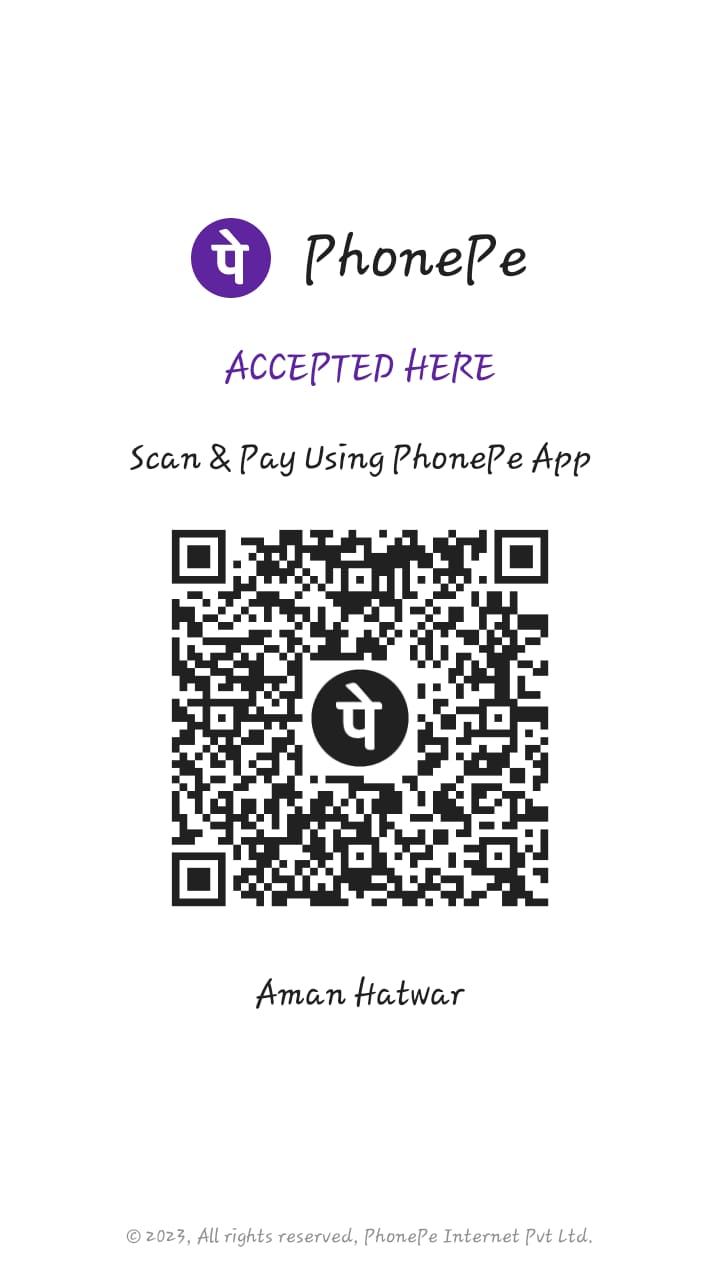 पे PhonePe
ACCEPTED HERE
Scan & Pay Using PhonePe App
पे
Aman Hatwar
© 2023, All rights reserved, PhonePe Internet Pvt Ltd.